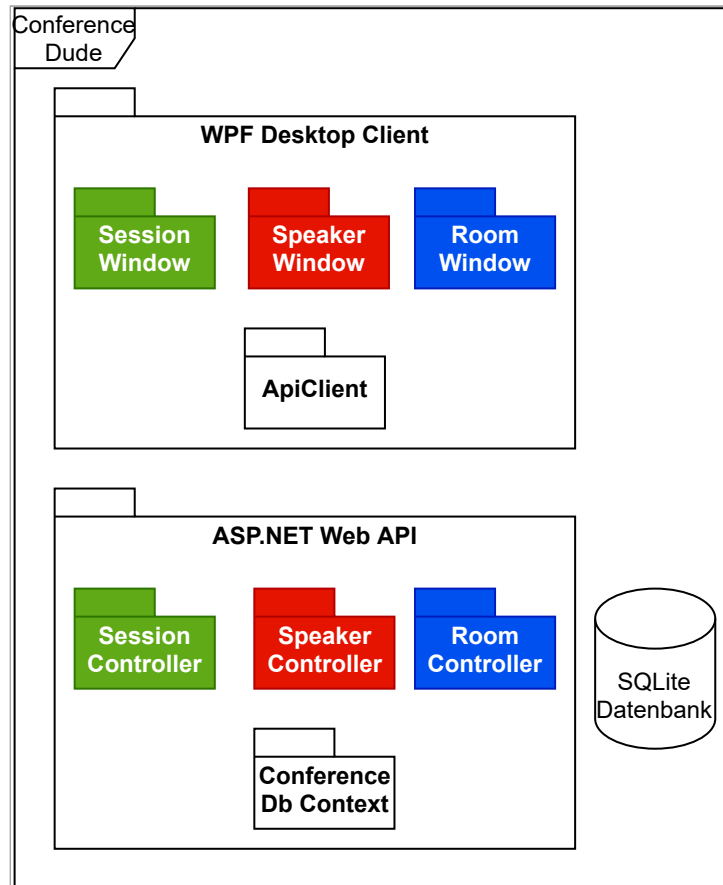 Conference
Dude
WPF Desktop Client
Session
Window
Speaker
Window
Room
Window
ApiClient
ASP.NET Web API
Session
Controller
Speaker
Controller
Room
Controller
SQLite
Datenbank
Conference
Db Context